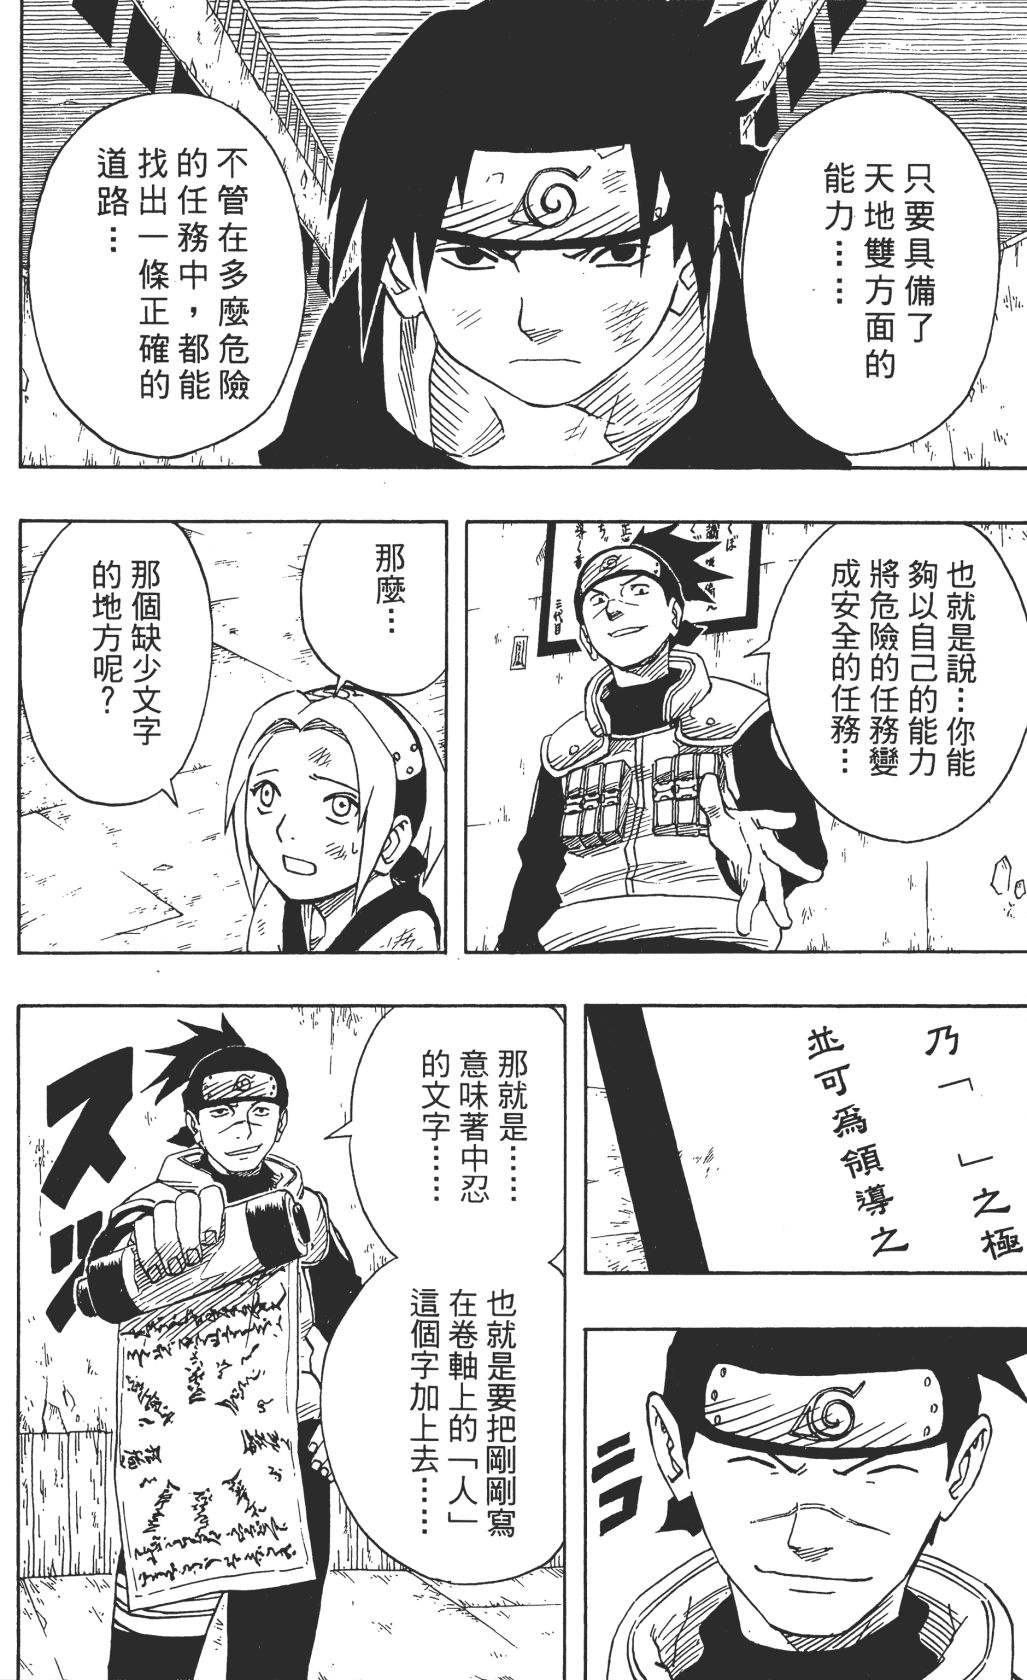 只要具備了
天地雙方面的
能力……
不管在多麼危險
的任務中，都能
找出一條正確的
道路…
也就是說…你能
夠以自己的能力
將危險的任務變
成安全的任務…
三代目
那麼…
那個缺少文字
的地方呢？
乃「　」之極
並可為領導之
那就是……
意味著中忍
的文字……
也就是要把剛剛寫
在卷軸上的「人」
這個字加上去……